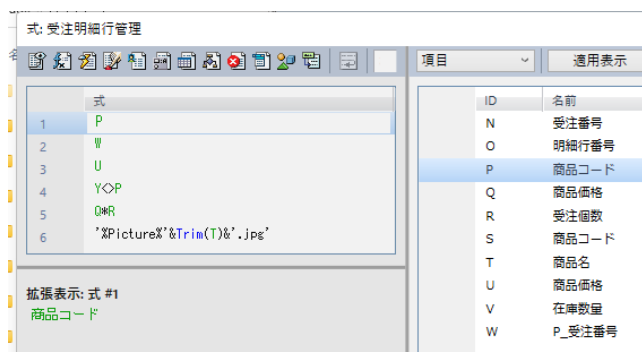 式: 受注明細行管理
項目
適用表示
式
1 P
2 W
3 U
4 Y<>P
5 Q*R
6 '%Picture%'&Trim(T)&'.jpg'
拡張表示: 式 #1
商品コード
ID 名前
N 受注番号
O 明細行番号
P 商品コード
Q 商品価格
R 受注個数
S 商品コード
T 商品名
U 商品価格
V 在庫数量
W P_受注番号